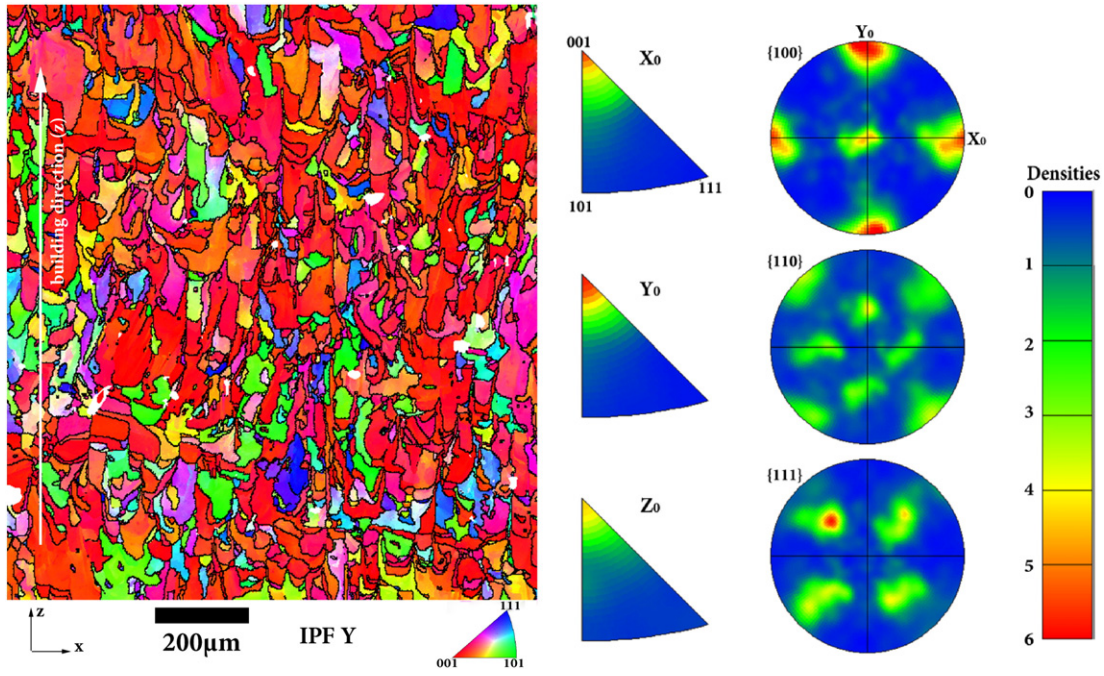 building direction (z)
z
x
200μm
IPF Y
111
001
101
001
X₀
101
111
Y₀
Z₀
{100}
Y₀
X₀
{110}
{111}
Densities
0
1
2
3
4
5
6